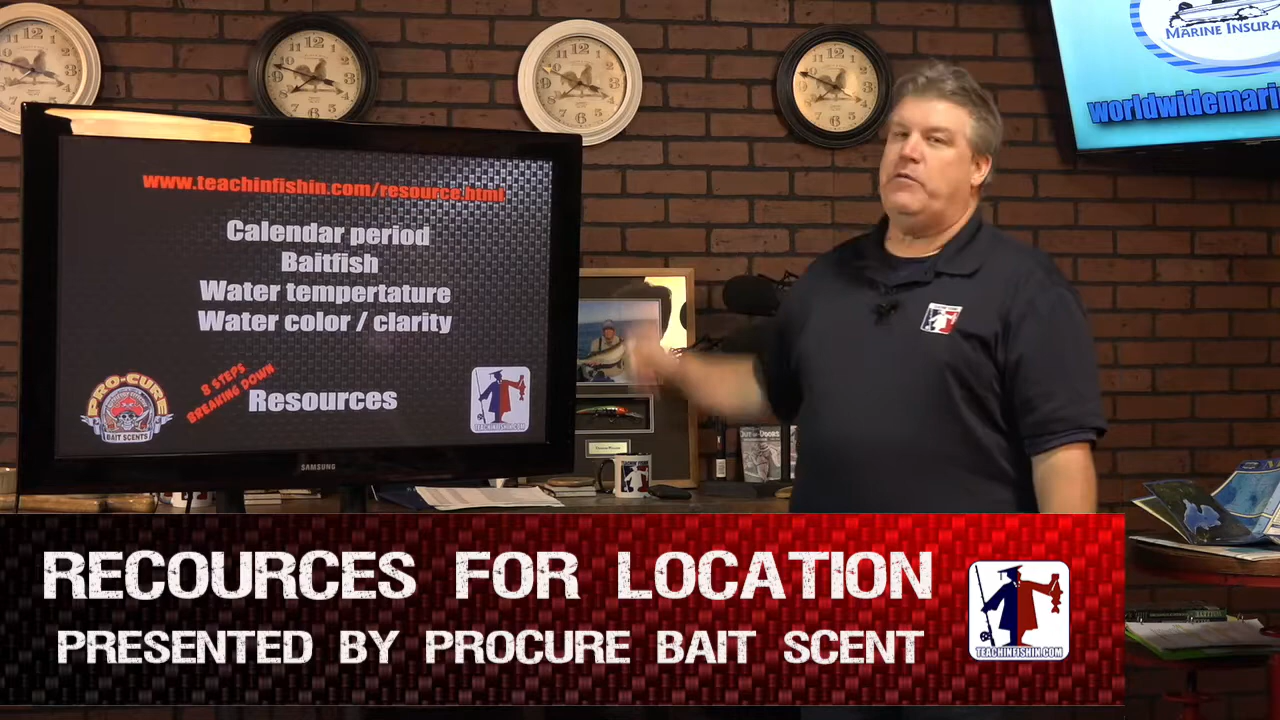 MARINE INSURA
worldwidemari
www.teachinfishin.com/resource.html
Calendar period
Baitfish
Water tempertature
Water color / clarity
8 STEPS
BREAKING DOWN
Resources
PRO-CURE
BAIT SCENTS
TEACHINFISHIN.COM
SAMSUNG
RECOURCES FOR LOCATION
PRESENTED BY PROCURE BAIT SCENT
TEACHINFISHIN.COM